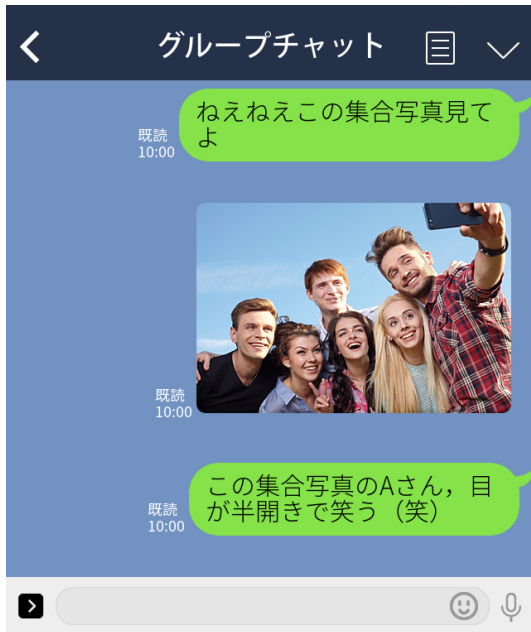 グループチャット
ねえねえこの集合写真見て
よ
既読
10:00
既読
10:00
この集合写真のAさん，目
が半開きで笑う（笑）
既読
10:00